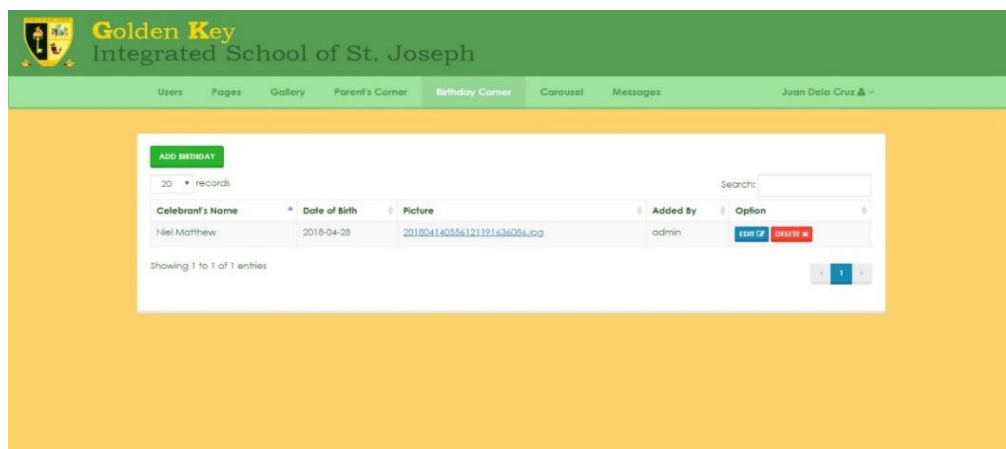 Golden Key
Integrated School of St. Joseph
Users Pages Gallery Parent's Corner Birthday Corner Carousel Messages Juan Dela Cruz
ADD BIRTHDAY
20 records Search:
Celebrant's Name Date of Birth Picture Added By Option
Niel Matthew 2018-04-28 201804140556121191636086.jpg admin EDIT DELETE
Showing 1 to 1 of 1 entries 1